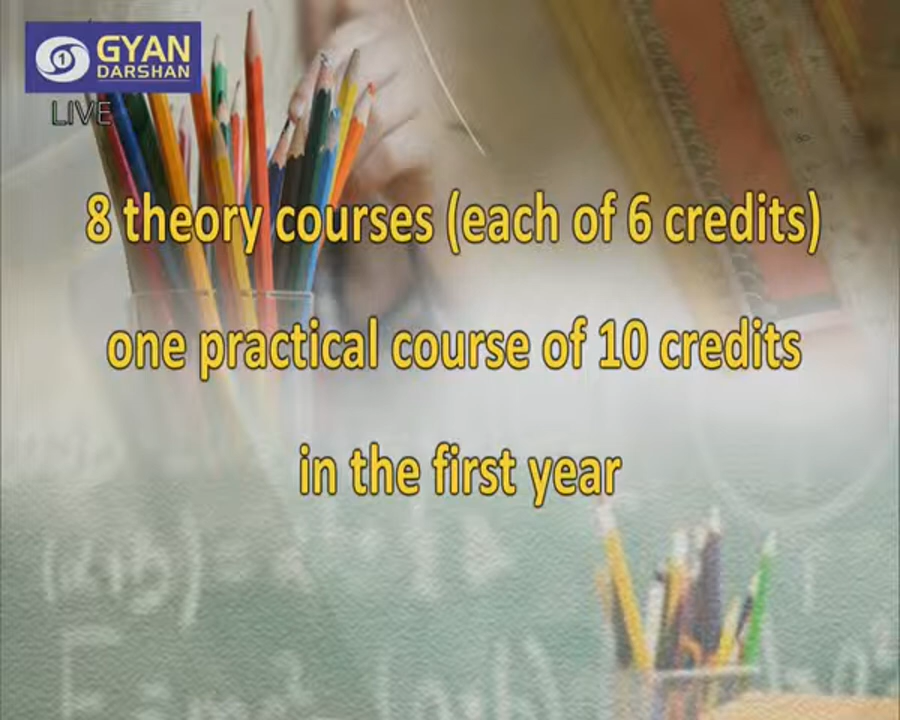 GYAN
DARSHAN
LIVE
8 theory courses (each of 6 credits)
one practical course of 10 credits
in the first year